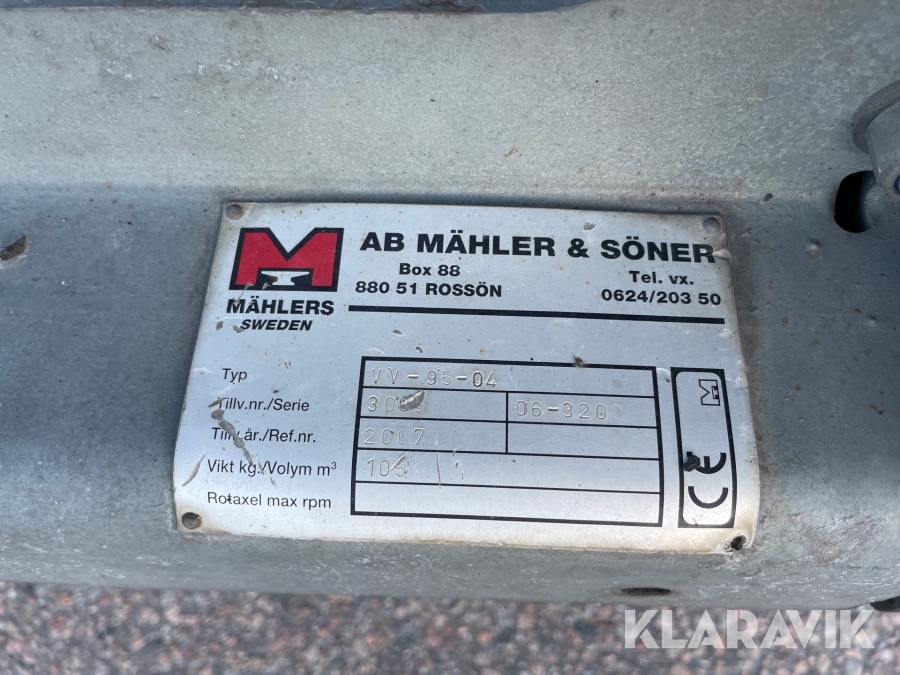 M
AB MÄHLER & SÖNER
Box 88
880 51 ROSSÖN
Tel. vx.
0624/203 50
MÄHLERS
SWEDEN
Typ VV-95-04
Tillv.nr./Serie 06-3200
Tillv.år./Ref.nr. 2007
Vikt kg./Volym m³
Rotaxel max rpm
M
CE
KLARAVIK